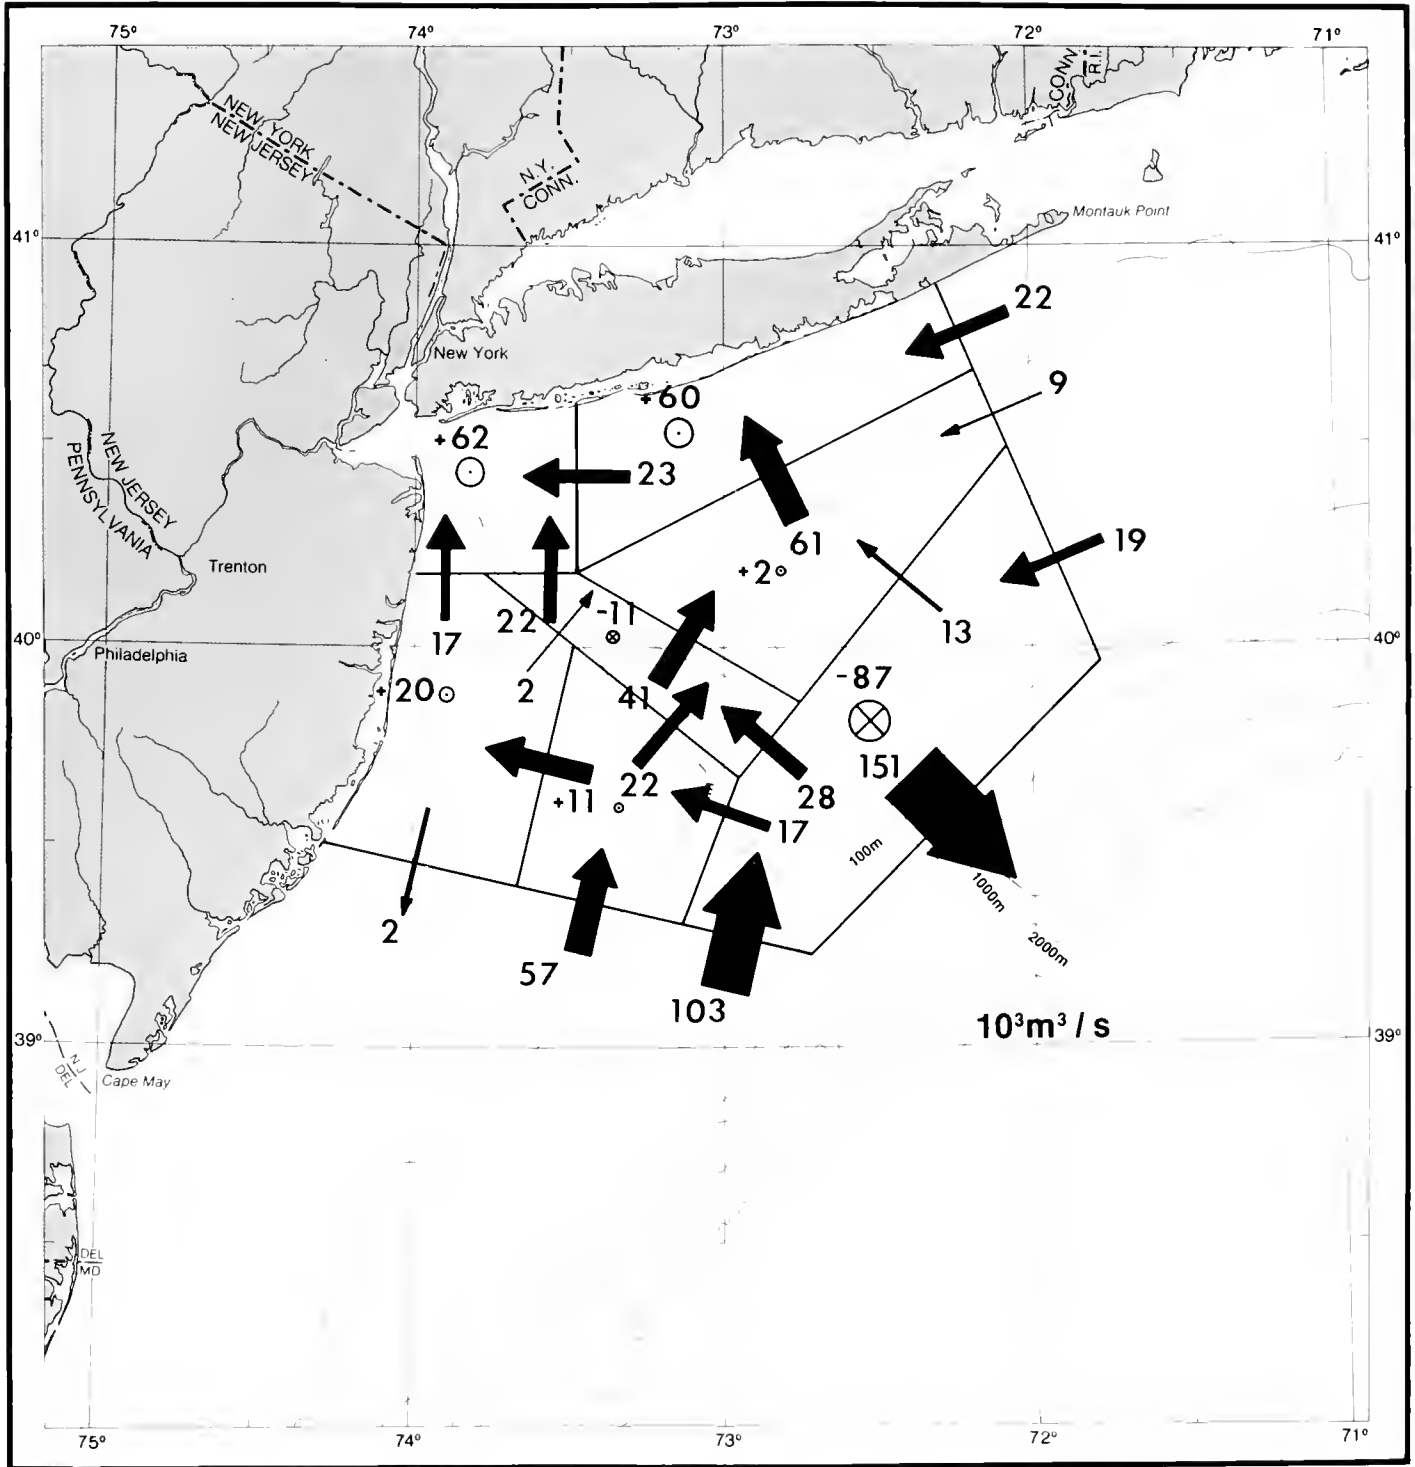 75° 74° 73° 72° 71°
CONN.
R.I.
NEW YORK
NEW JERSEY
N.Y.
CONN.
Montauk Point
41° 41°
22
New York
9
+60
+62
23
NEW JERSEY
PENNSYLVANIA
61
19
Trenton
+2
-11
22
17
13
40° 40°
Philadelphia
-87
+20
2
41
151
22
+11
28
17
100m
1000m
2
2000m
57
103
10³m³ / s
39° 39°
N.J.
DEL
Cape May
DEL
MD
75° 74° 73° 72° 71°